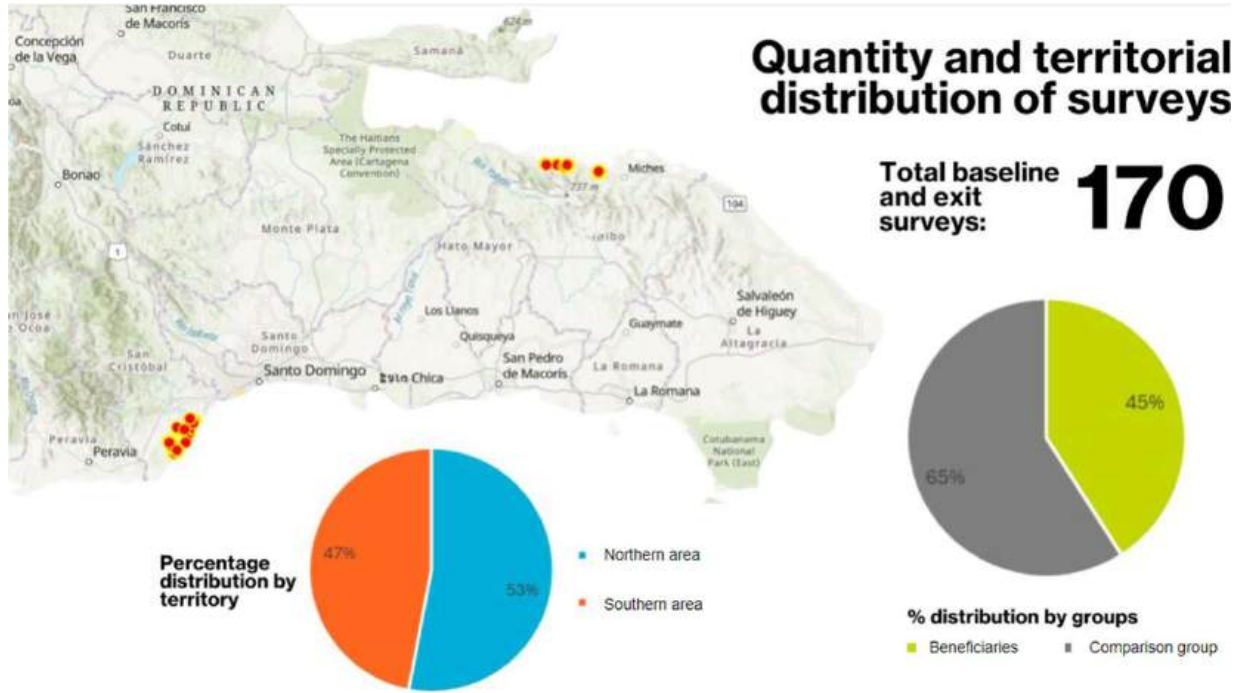 San Francisco
de Macorís
Concepción
de la Vega
Duarte
624 m
Samaná
DOMINICAN
REPUBLIC
Cotuí
Sánchez
Ramírez
Bonao
The Haitians
Specially Protected
Area (Cartagena
Convention)
Miches
737 m
104
Monte Plata
Hato Mayor
1
Los Llanos
Quisqueya
Guaymate
Salvaleón
de Higuey
La
Altagracia
San
Cristóbal
Santo
Domingo
Santo Domingo
Chica
San Pedro
de Macorís
La Romana
La Romana
Peravia
Peravia
Cotubanama
National
Park (East)
Quantity and territorial
distribution of surveys
Total baseline
and exit
surveys:
170
45%
65%
% distribution by groups
Beneficiaries
Comparison group
Percentage
distribution by
territory
47%
53%
Northern area
Southern area